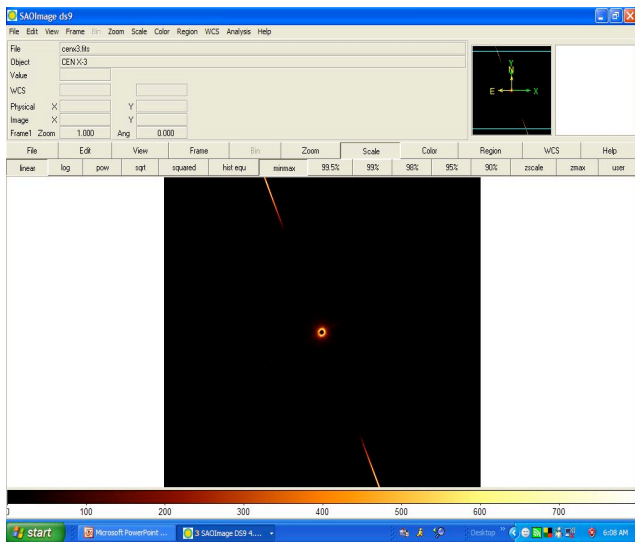 SAOImage ds9
File Edit View Frame Bin Zoom Scale Color Region WCS Analysis Help
File cenx3.fits
Object CEN X-3
Value
WCS
Physical X Y
Image X Y
Frame1 Zoom 1.000 Ang 0.000
Y
N
E X
File Edit View Frame Bin Zoom Scale Color Region WCS Help
linear log pow sqrt squared hist equ minmax 99.5% 99% 98% 95% 90% zscale zmax user
0 100 200 300 400 500 600 700
start Microsoft PowerPoint ... 3 SAOImage DS9 4.... Desktop » 6:08 AM